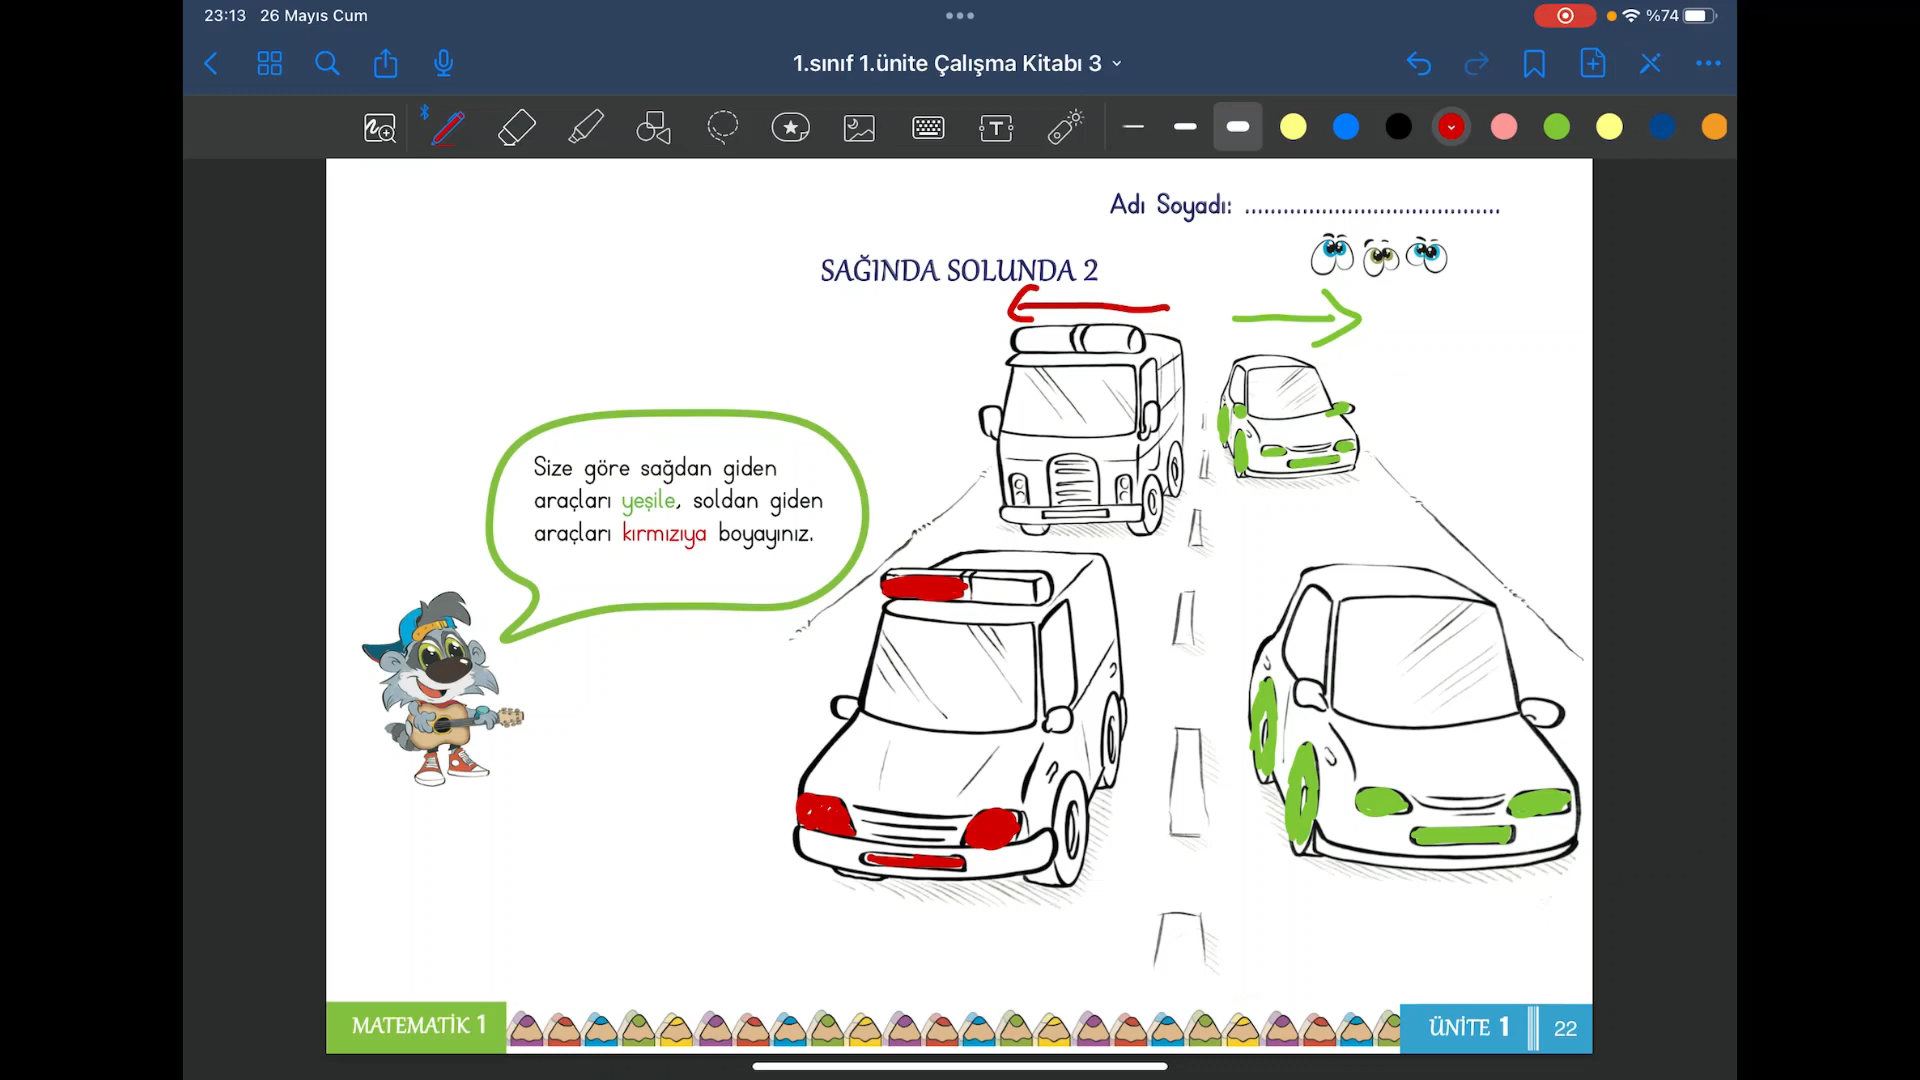 23:13 26 Mayıs Cum
%74
1.sınıf 1.ünite Çalışma Kitabı 3
T
Adı Soyadı: ........................................
SAĞINDA SOLUNDA 2
Size göre sağdan giden
araçları yeşile, soldan giden
araçları kırmızıya boyayınız.
MATEMATİK 1
ÜNİTE 1
22